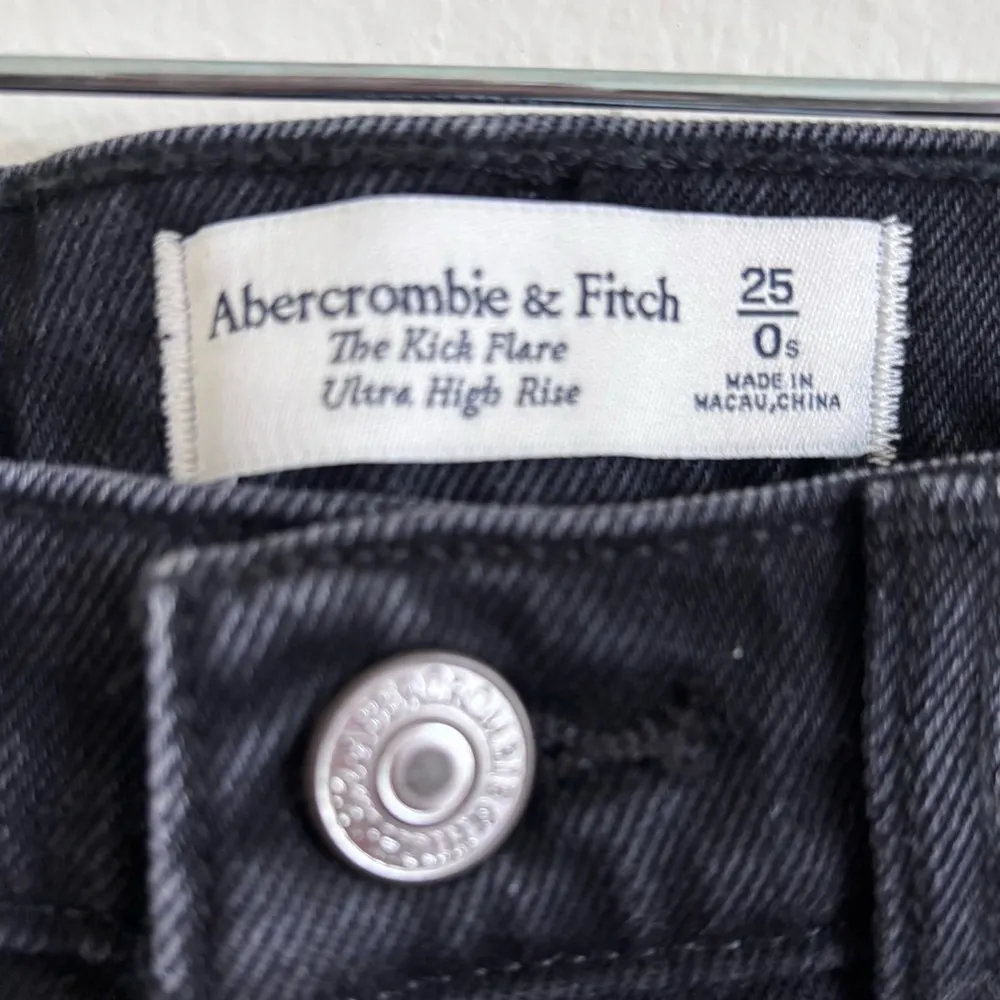 Abercrombie & Fitch
The Kick Flare
Ultra High Rise
25
0s
MADE IN
MACAU,CHINA